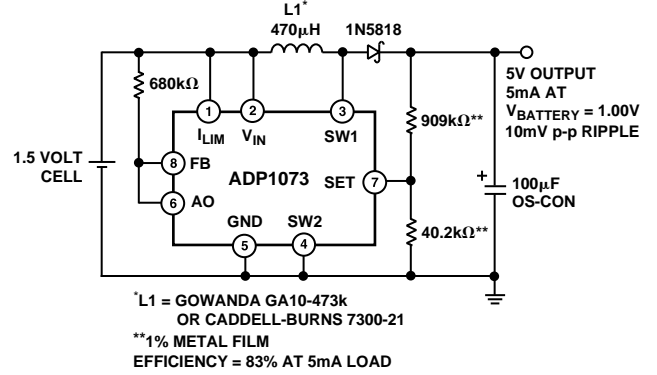 L1*
470µH
1N5818
680kΩ
1
2
3
I_LIM
V_IN
SW1
5V OUTPUT
5mA AT
V_BATTERY = 1.00V
10mV p-p RIPPLE
909kΩ**
1.5 VOLT
CELL
8
FB
ADP1073
SET
7
6
AO
+
100µF
OS-CON
GND
SW2
5
4
40.2kΩ**
*L1 = GOWANDA GA10-473k
OR CADDELL-BURNS 7300-21
**1% METAL FILM
EFFICIENCY = 83% AT 5mA LOAD